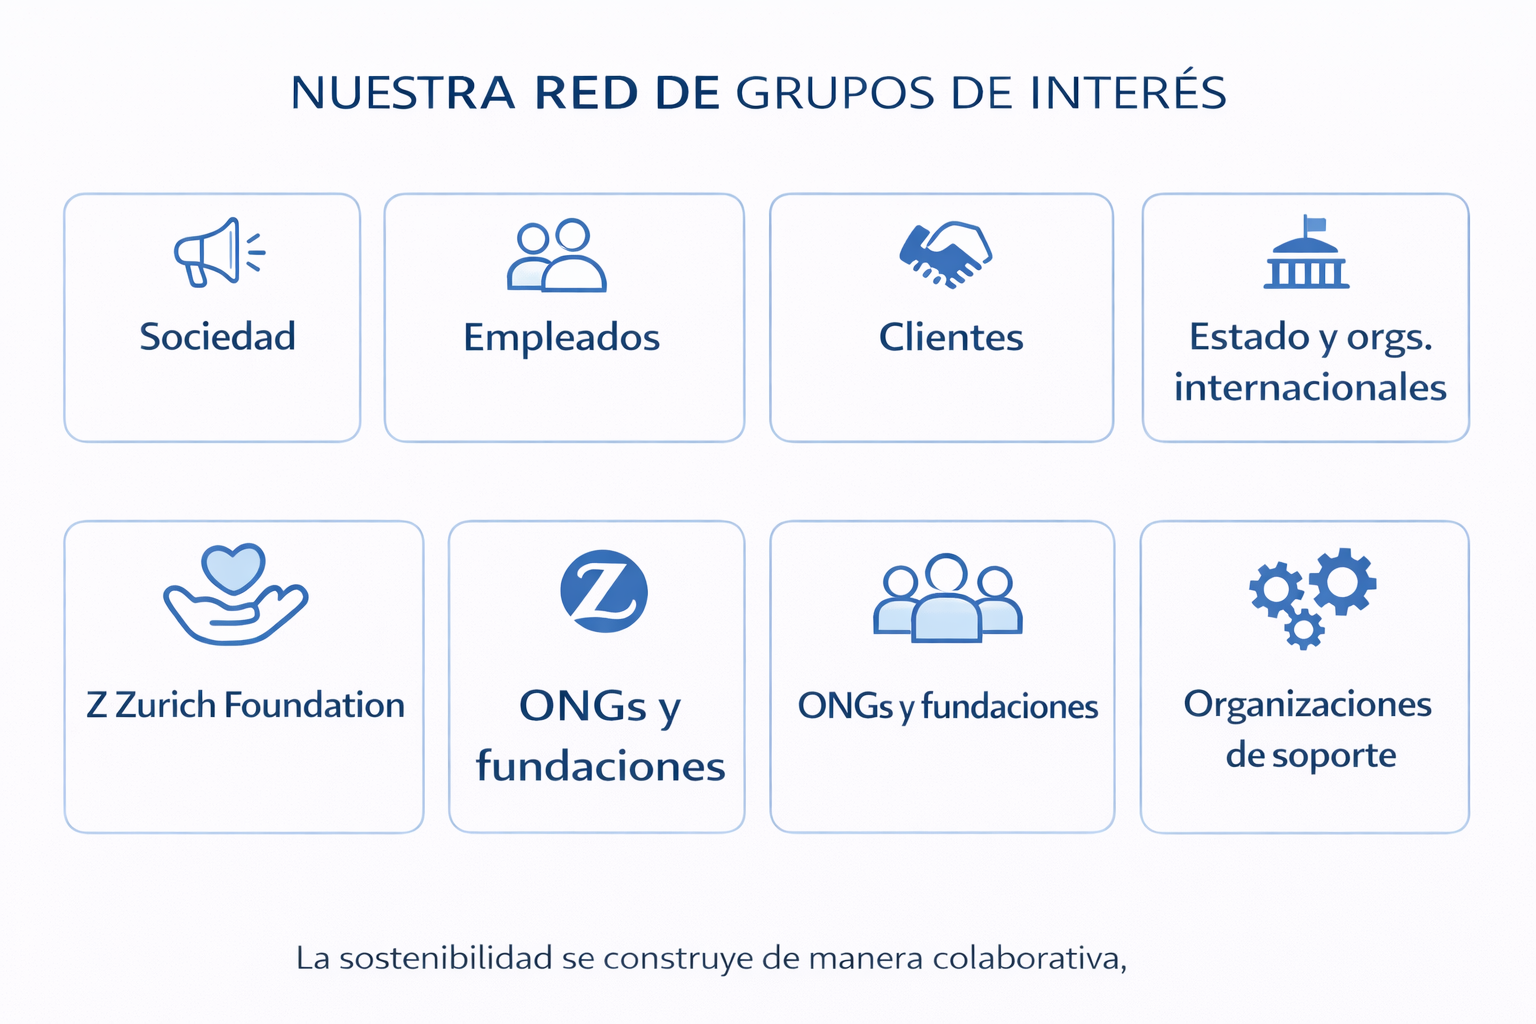 NUESTRA RED DE GRUPOS DE INTERÉS
Sociedad
Empleados
Clientes
Estado y orgs.
internacionales
Z Zurich Foundation
Z
ONGs y
fundaciones
ONGs y fundaciones
Organizaciones
de soporte
La sostenibilidad se construye de manera colaborativa,